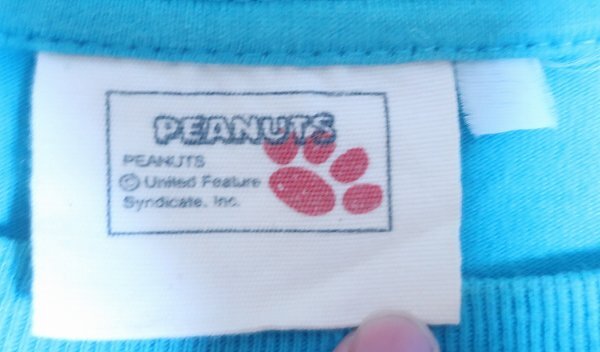 PEANUTS
PEANUTS
© United Feature
Syndicate, Inc.